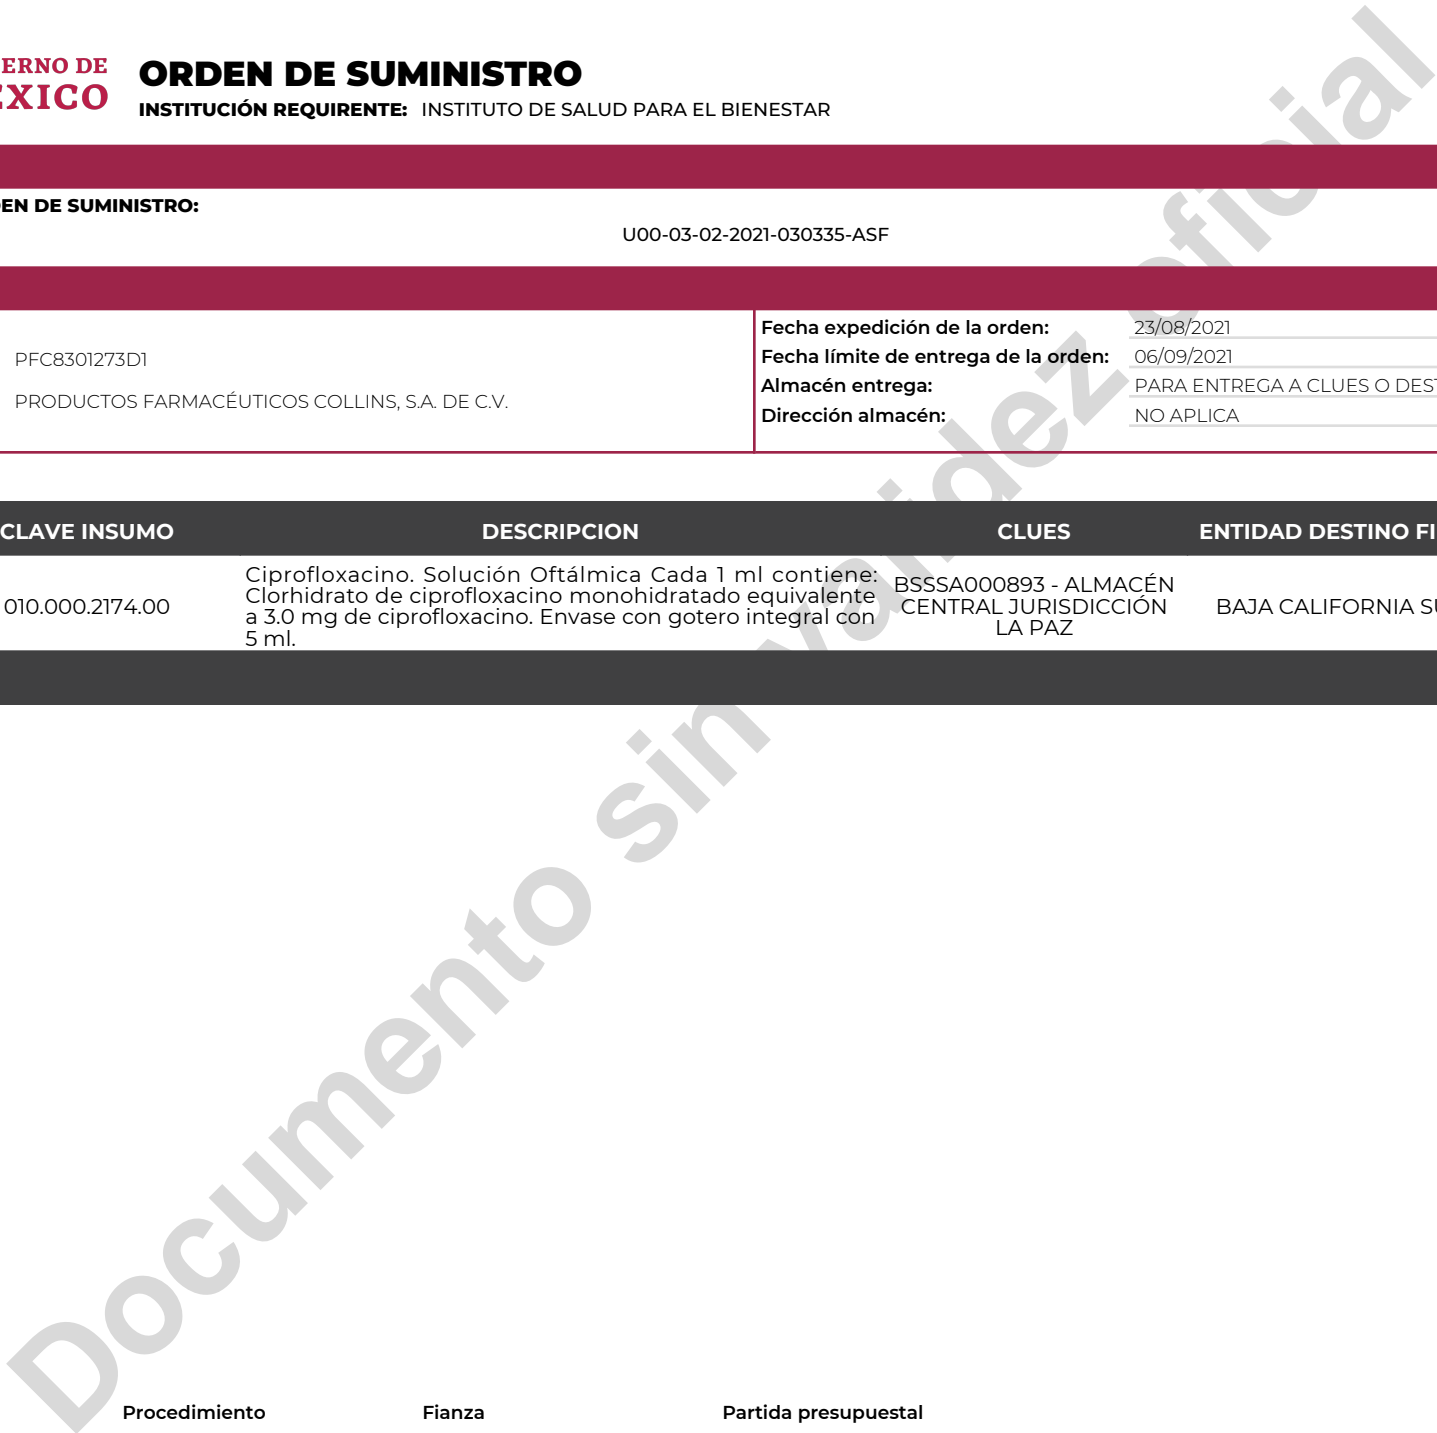 ERNO DE
EXICO
ORDEN DE SUMINISTRO
INSTITUCIÓN REQUIRENTE: INSTITUTO DE SALUD PARA EL BIENESTAR
EN DE SUMINISTRO:
U00-03-02-2021-030335-ASF
PFC8301273D1
PRODUCTOS FARMACÉUTICOS COLLINS, S.A. DE C.V.
Fecha expedición de la orden: 23/08/2021
Fecha límite de entrega de la orden: 06/09/2021
Almacén entrega: PARA ENTREGA A CLUES O DEST
Dirección almacén: NO APLICA
CLAVE INSUMO DESCRIPCION CLUES ENTIDAD DESTINO FI
010.000.2174.00
Ciprofloxacino. Solución Oftálmica Cada 1 ml contiene:
Clorhidrato de ciprofloxacino monohidratado equivalente
a 3.0 mg de ciprofloxacino. Envase con gotero integral con
5 ml.
BSSSA000893 - ALMACÉN
CENTRAL JURISDICCIÓN
LA PAZ
BAJA CALIFORNIA SU
Documento sin validez oficial
Procedimiento Fianza Partida presupuestal